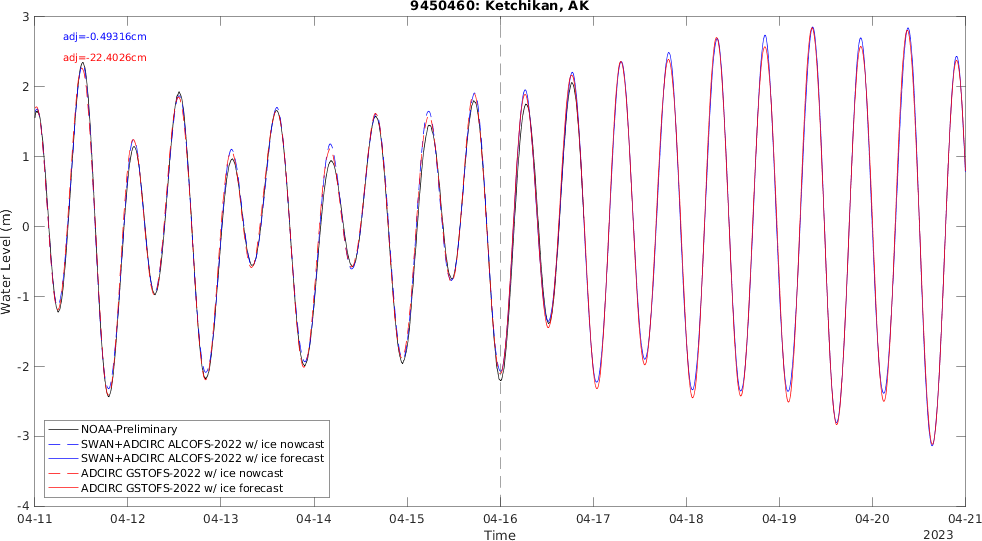 9450460: Ketchikan, AK
adj=-0.49316cm
adj=-22.4026cm
3
2
1
0
-1
-2
-3
-4
Water Level (m)
NOAA-Preliminary
SWAN+ADCIRC ALCOFS-2022 w/ ice nowcast
SWAN+ADCIRC ALCOFS-2022 w/ ice forecast
ADCIRC GSTOFS-2022 w/ ice nowcast
ADCIRC GSTOFS-2022 w/ ice forecast
04-11 04-12 04-13 04-14 04-15 04-16 04-17 04-18 04-19 04-20 04-21
Time
2023